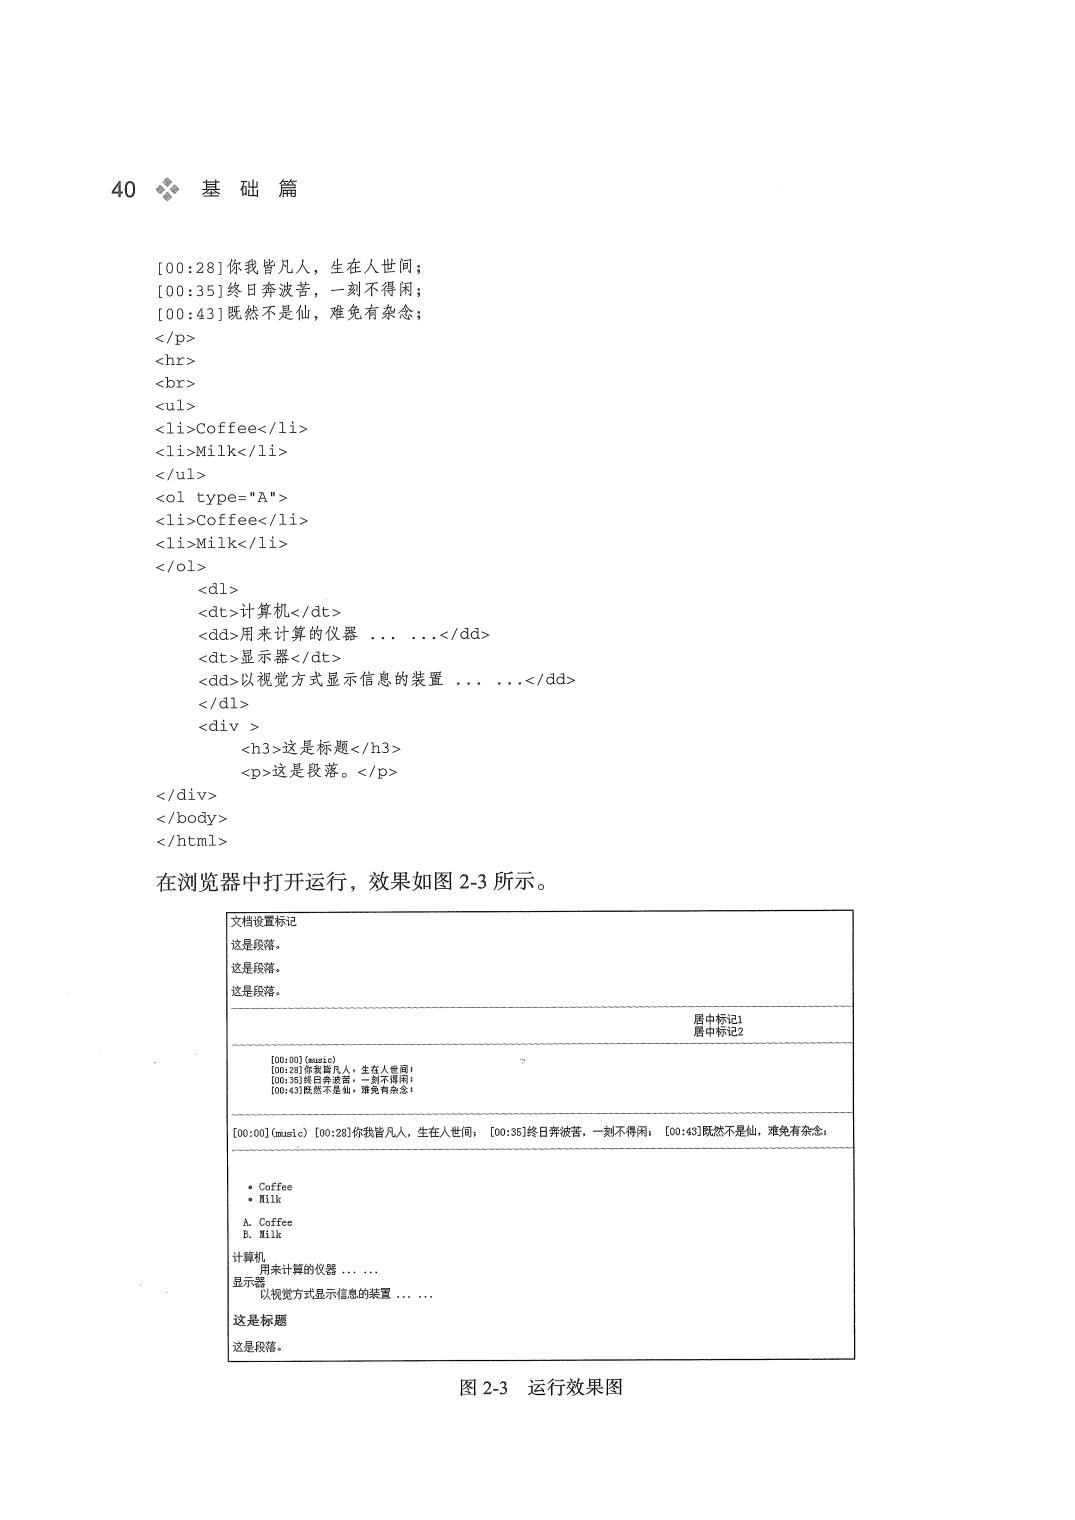 40 基 础 篇
[00:28]你我皆凡人，生在人世间；
[00:35]终日奔波苦，一刻不得闲；
[00:43]既然不是仙，难免有杂念；
</p>
<hr>
<br>
<ul>
<li>Coffee</li>
<li>Milk</li>
</ul>
<ol type="A">
<li>Coffee</li>
<li>Milk</li>
</ol>
<dl>
<dt>计算机</dt>
<dd>用来计算的仪器 ... ...</dd>
<dt>显示器</dt>
<dd>以视觉方式显示信息的装置 ... ...</dd>
</dl>
<div >
<h3>这是标题</h3>
<p>这是段落。</p>
</div>
</body>
</html>
在浏览器中打开运行，效果如图 2-3 所示。
文档设置标记
这是段落。
这是段落。
这是段落。
居中标记1
居中标记2
[00:00](music)
[00:28]你我皆凡人，生在人世间；
[00:35]终日奔波苦，一刻不得闲；
[00:43]既然不是仙，难免有杂念；
[00:00](music) [00:28]你我皆凡人，生在人世间； [00:35]终日奔波苦，一刻不得闲； [00:43]既然不是仙，难免有杂念；
• Coffee
• Milk
A. Coffee
B. Milk
计算机
用来计算的仪器 ... ...
显示器
以视觉方式显示信息的装置 ... ...
这是标题
这是段落。
图 2-3 运行效果图